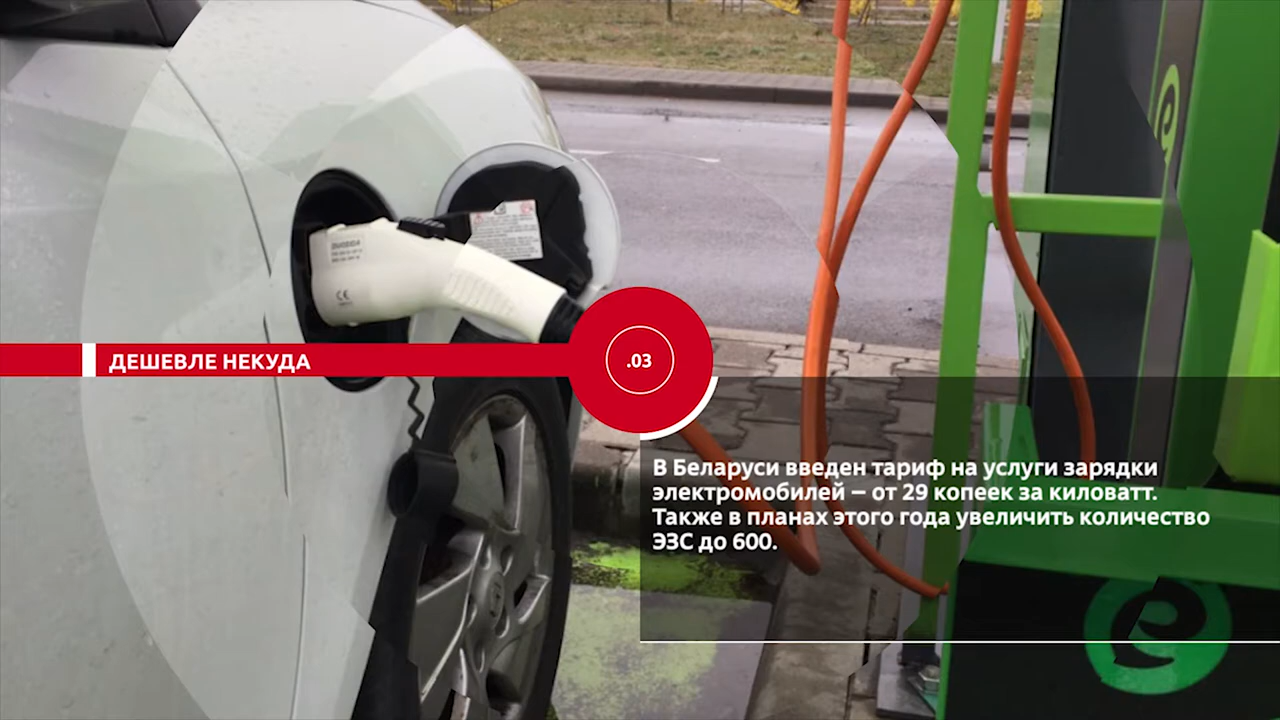 ДЕШЕВЛЕ НЕКУДА
.03
В Беларуси введен тариф на услуги зарядки
электромобилей – от 29 копеек за киловатт.
Также в планах этого года увеличить количество
ЭЗС до 600.